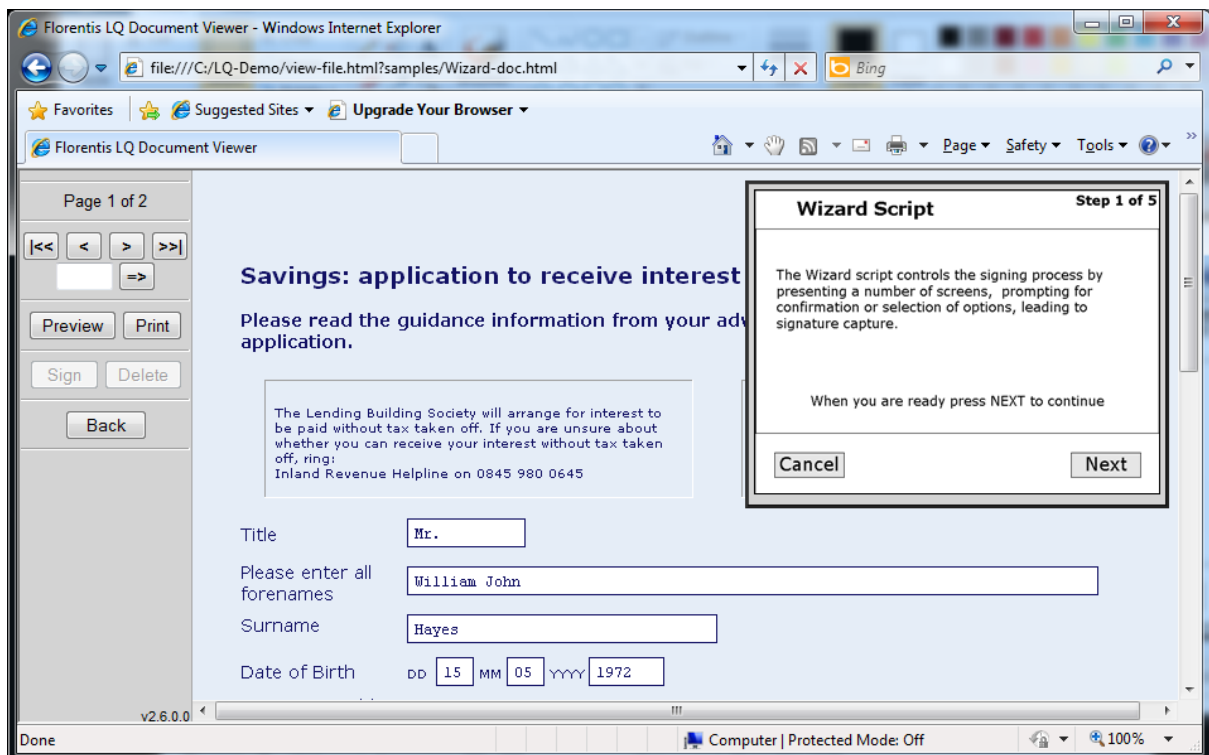 Florentis LQ Document Viewer - Windows Internet Explorer
file:///C:/LQ-Demo/view-file.html?samples/Wizard-doc.html
Bing
Favorites
Suggested Sites
Upgrade Your Browser
Florentis LQ Document Viewer
Page
Safety
Tools
Page 1 of 2
|<< < > >>|
=>
Preview Print
Sign Delete
Back
v2.6.0.0
Savings: application to receive interest
Please read the guidance information from your
application.
The Lending Building Society will arrange for interest to
be paid without tax taken off. If you are unsure about
whether you can receive your interest without tax taken
off, ring:
Inland Revenue Helpline on 0845 980 0645
Title Mr.
Please enter all
forenames
William John
Surname Hayes
Date of Birth DD 15 MM 05 YYYY 1972
Wizard Script Step 1 of 5
The Wizard script controls the signing process by
presenting a number of screens, prompting for
confirmation or selection of options, leading to
signature capture.
When you are ready press NEXT to continue
Cancel Next
Done
Computer | Protected Mode: Off
100%